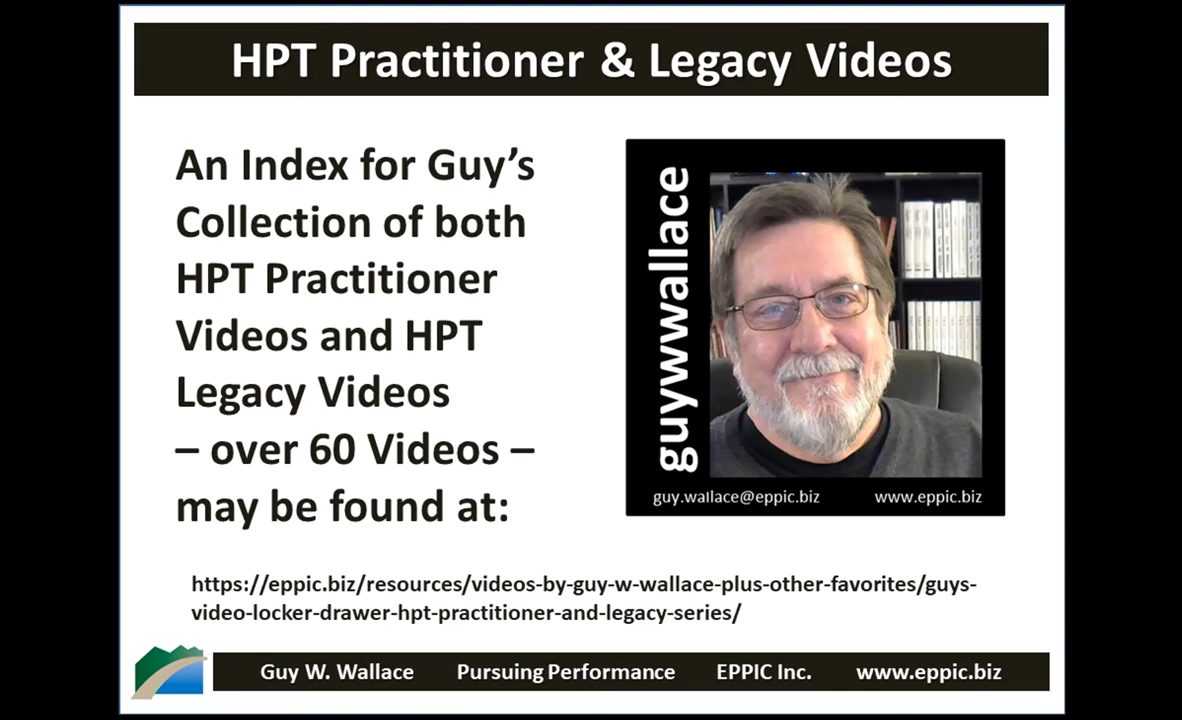 HPT Practitioner & Legacy Videos
An Index for Guy’s
Collection of both
HPT Practitioner
Videos and HPT
Legacy Videos
– over 60 Videos –
may be found at:
guywwallace
guy.wallace@eppic.biz www.eppic.biz
https://eppic.biz/resources/videos-by-guy-w-wallace-plus-other-favorites/guys-
video-locker-drawer-hpt-practitioner-and-legacy-series/
Guy W. Wallace Pursuing Performance EPPIC Inc. www.eppic.biz